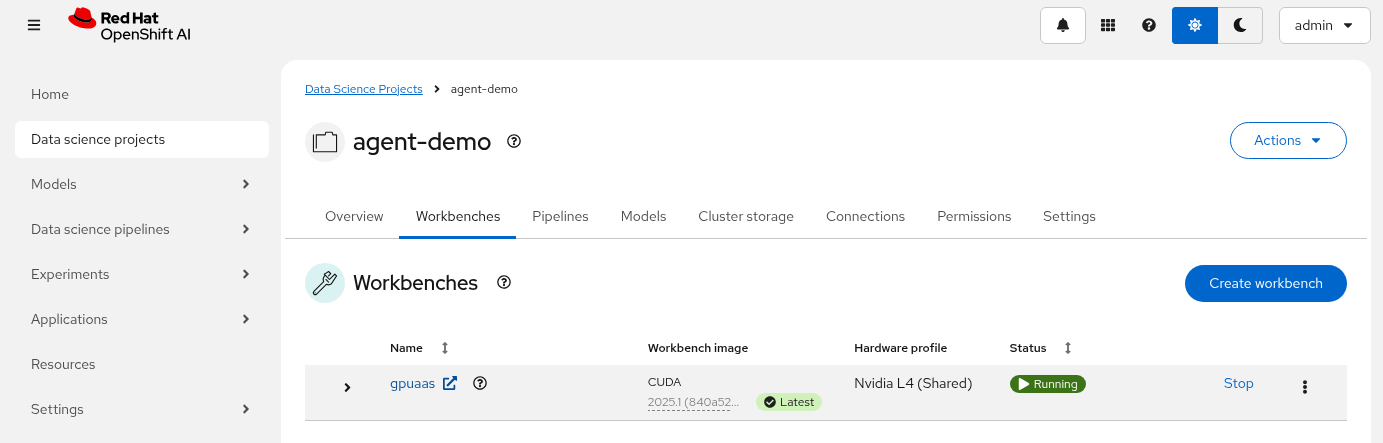 Red Hat
OpenShift AI
admin
Home
Data science projects
Models
Data science pipelines
Experiments
Applications
Resources
Settings
Data Science Projects > agent-demo
agent-demo
Actions
Overview Workbenches Pipelines Models Cluster storage Connections Permissions Settings
Workbenches
Create workbench
Name Workbench image Hardware profile Status
gpuaas CUDA Nvidia L4 (Shared) Running Stop
2025.1 (840a52... Latest